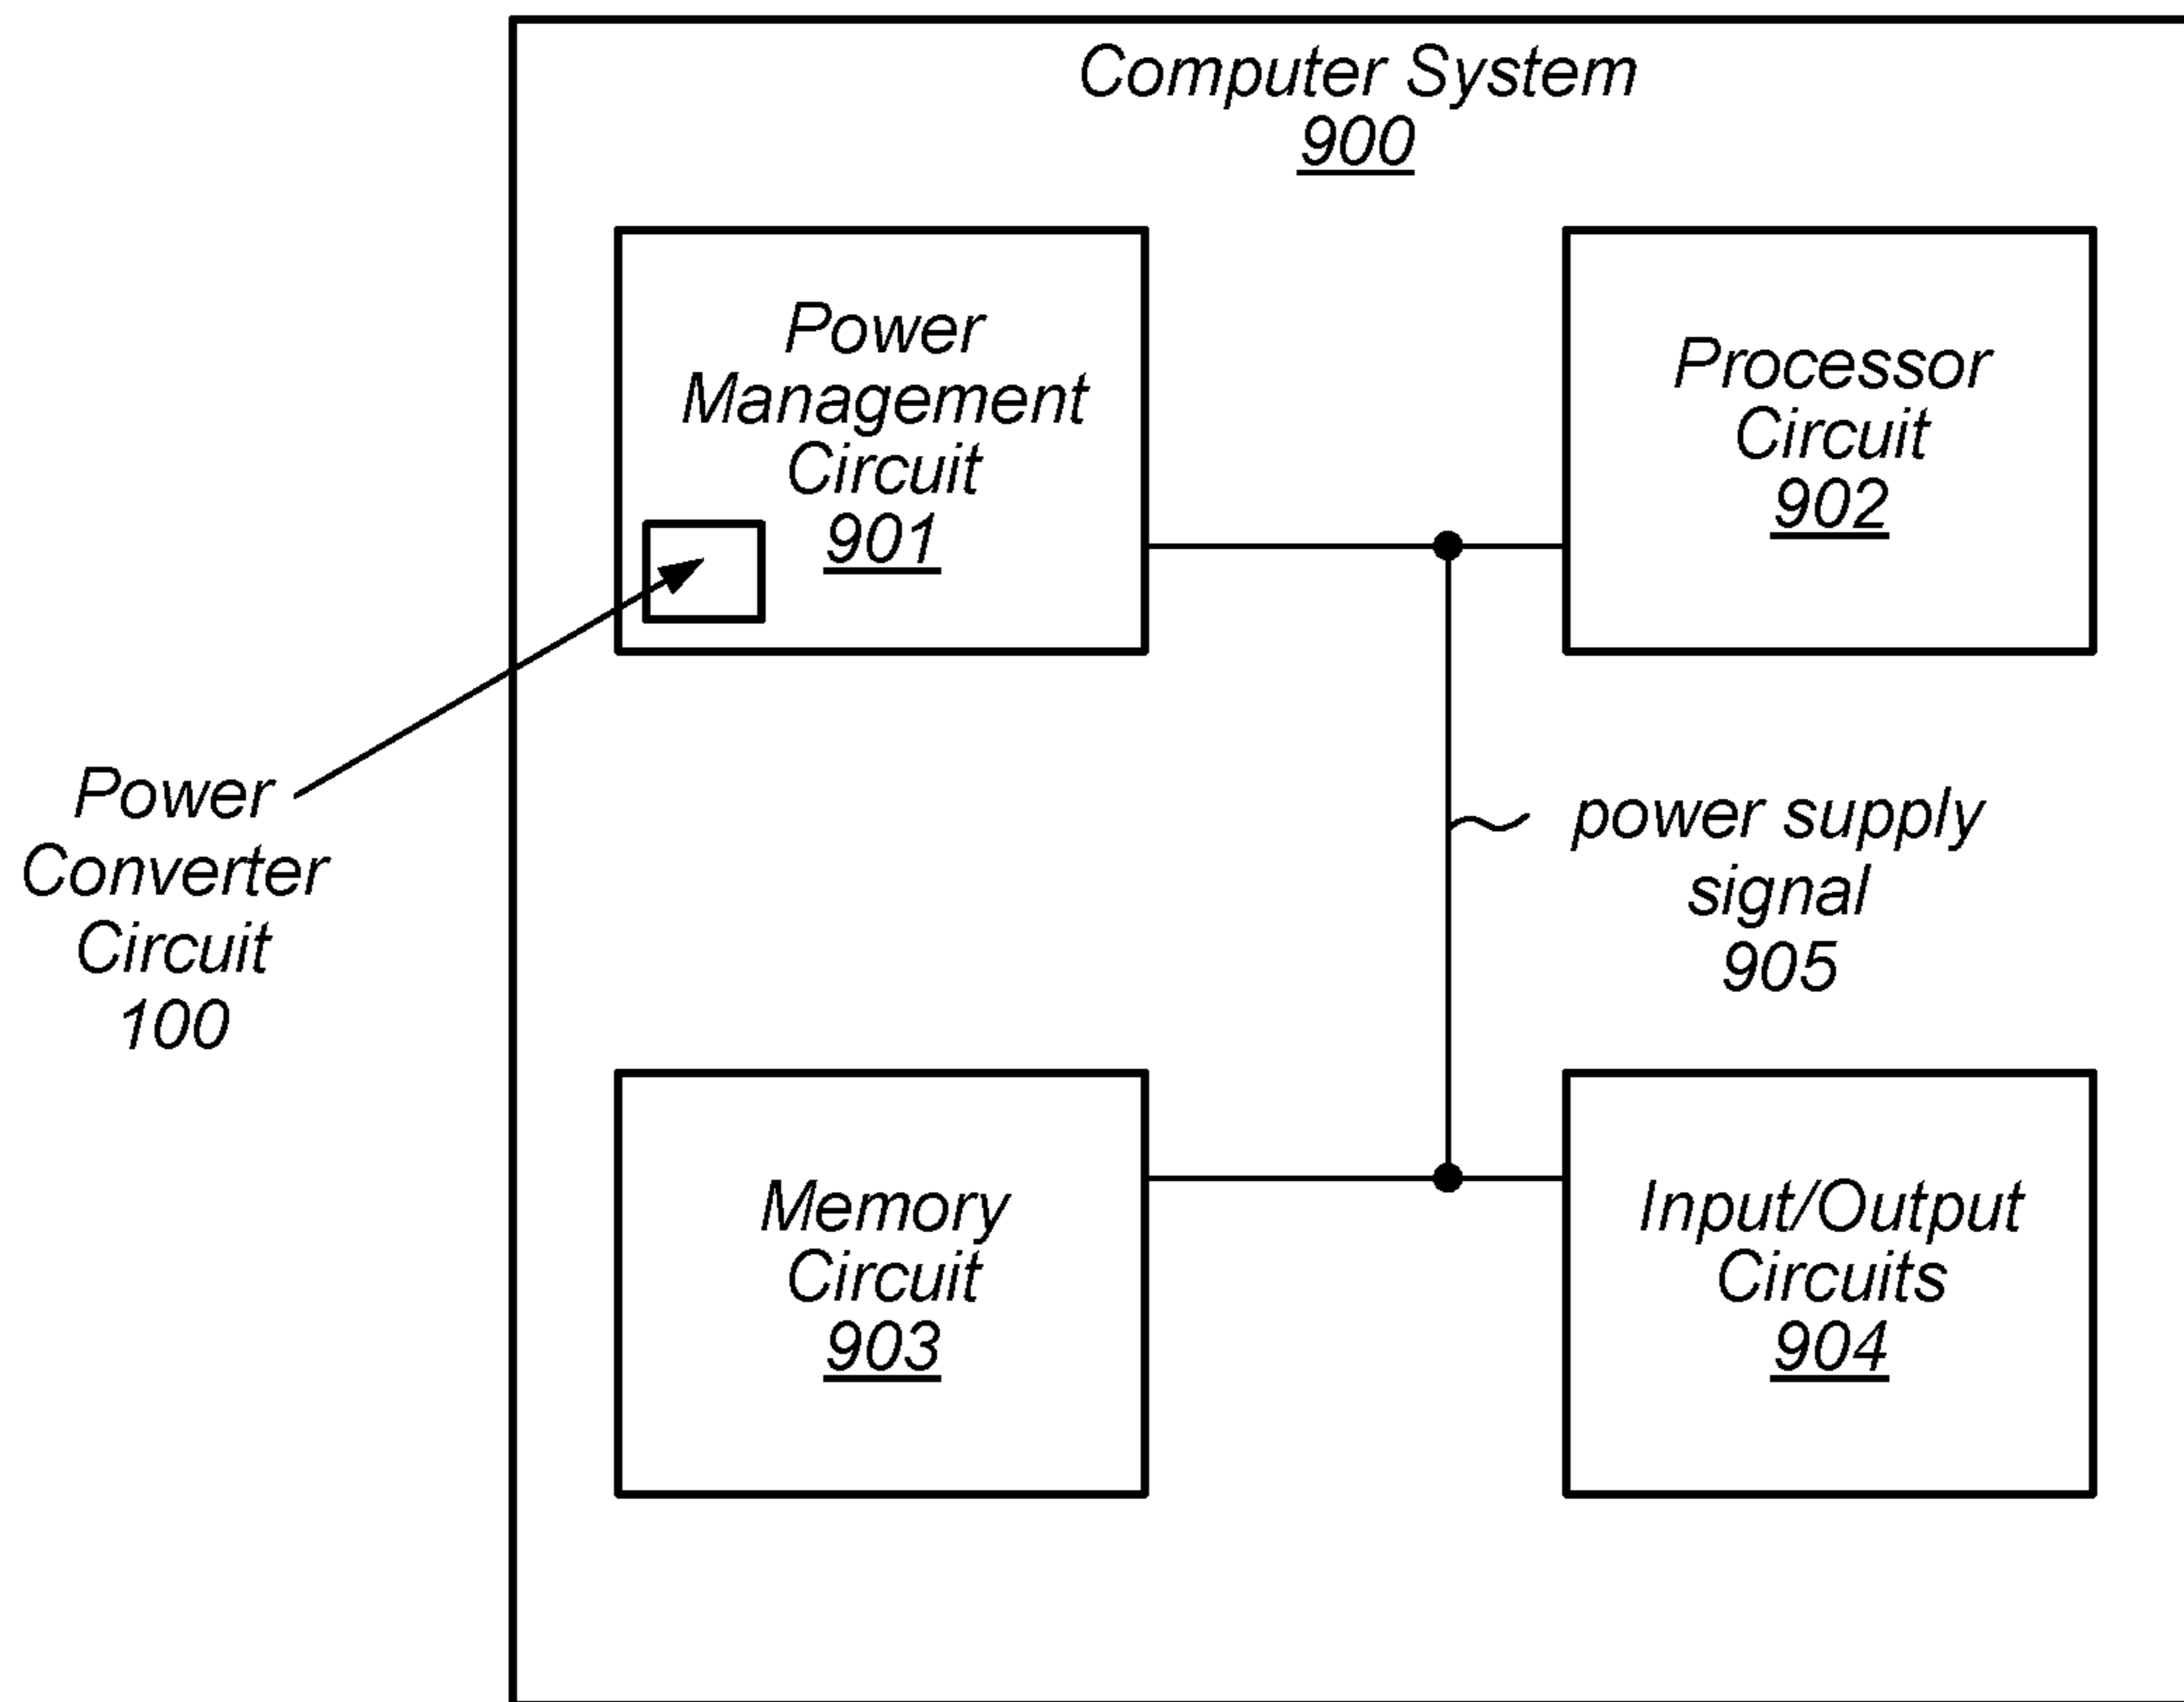 Computer System
900
Power
Management
Circuit
901
Processor
Circuit
902
Power
Converter
Circuit
100
power supply
signal
905
Memory
Circuit
903
Input/Output
Circuits
904